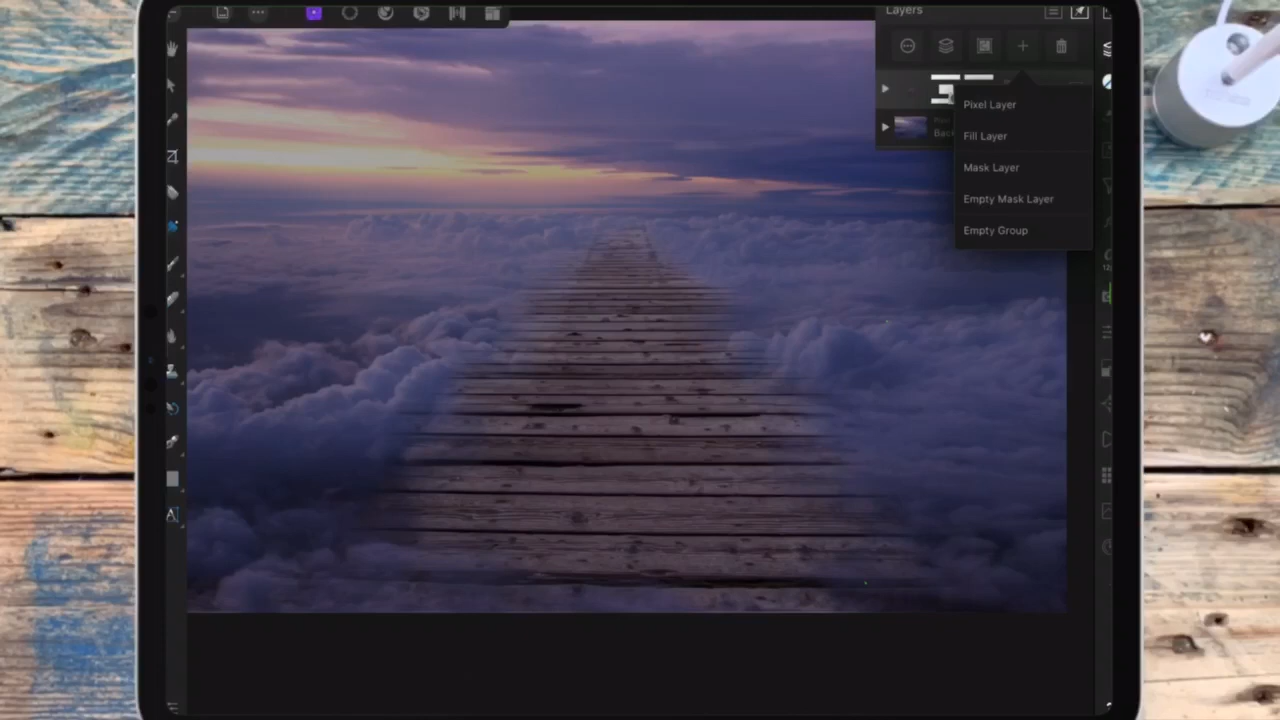 Layers
Pixel Layer
Fill Layer
Mask Layer
Empty Mask Layer
Empty Group